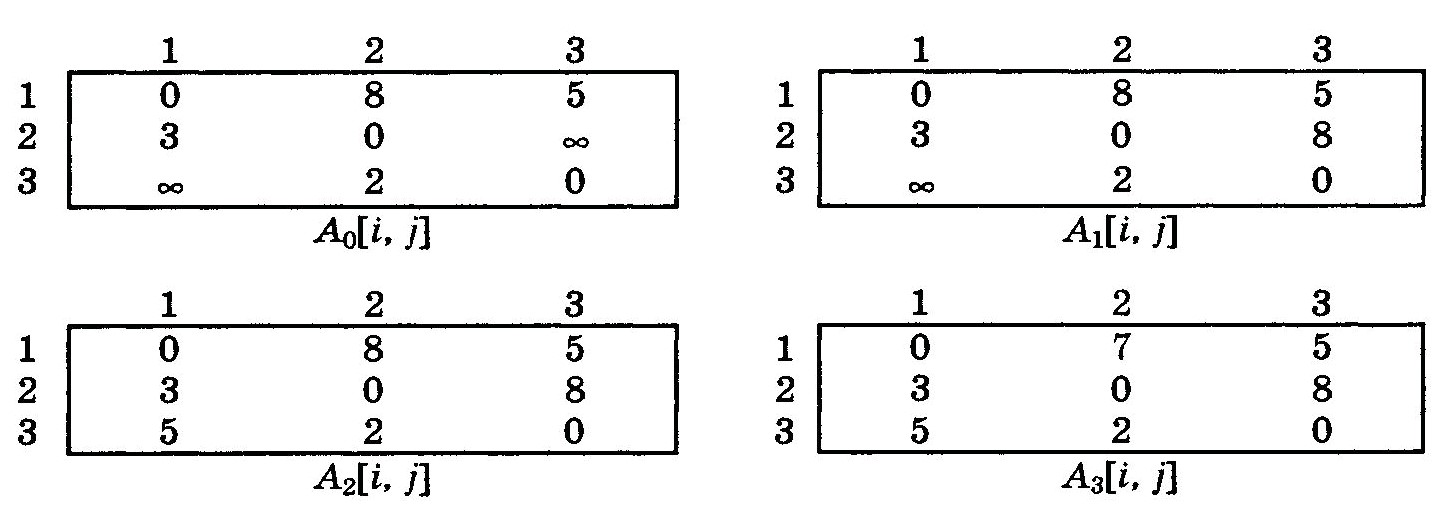 1 2 3
1 0 8 5
2 3 0 ∞
3 ∞ 2 0
A₀[i, j]
1 2 3
1 0 8 5
2 3 0 8
3 ∞ 2 0
A₁[i, j]
1 2 3
1 0 8 5
2 3 0 8
3 5 2 0
A₂[i, j]
1 2 3
1 0 7 5
2 3 0 8
3 5 2 0
A₃[i, j]